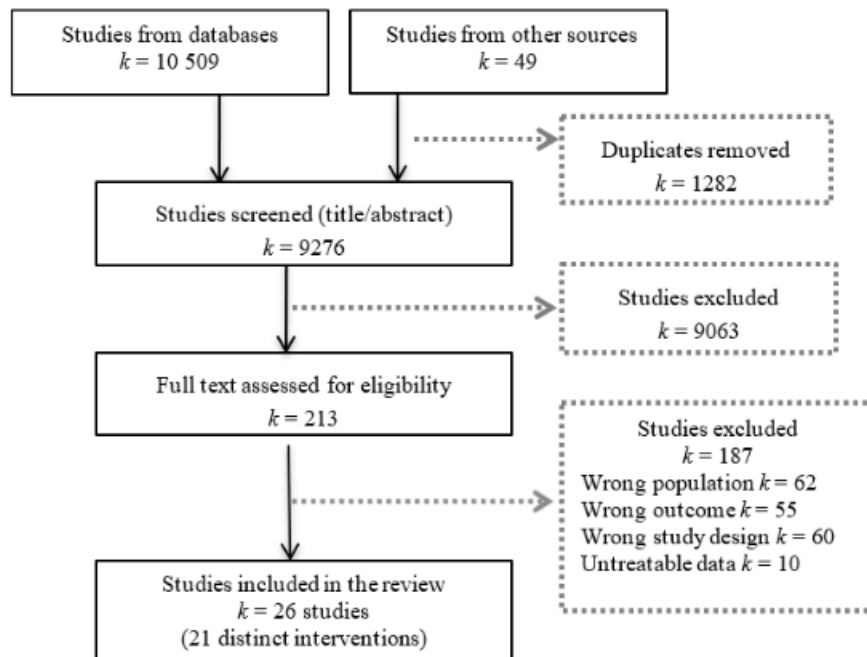 Studies from databases
k = 10 509
Studies from other sources
k = 49
Duplicates removed
k = 1282
Studies screened (title/abstract)
k = 9276
Studies excluded
k = 9063
Full text assessed for eligibility
k = 213
Studies excluded
k = 187
Wrong population k = 62
Wrong outcome k = 55
Wrong study design k = 60
Untreatable data k = 10
Studies included in the review
k = 26 studies
(21 distinct interventions)